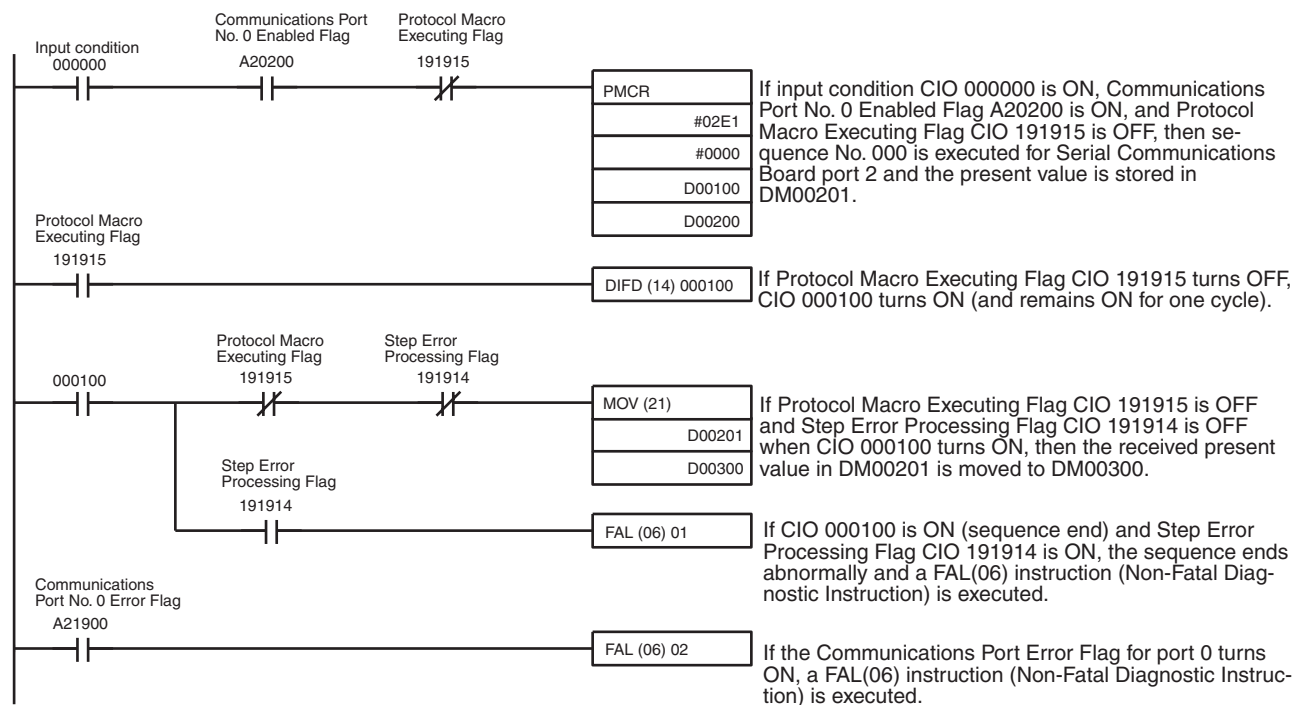 Input condition
000000
Communications Port
No. 0 Enabled Flag
A20200
Protocol Macro
Executing Flag
191915
PMCR
#02E1
#0000
D00100
D00200
If input condition CIO 000000 is ON, Communications
Port No. 0 Enabled Flag A20200 is ON, and Protocol
Macro Executing Flag CIO 191915 is OFF, then se-
quence No. 000 is executed for Serial Communications
Board port 2 and the present value is stored in
DM00201.
Protocol Macro
Executing Flag
191915
DIFD (14) 000100
If Protocol Macro Executing Flag CIO 191915 turns OFF,
CIO 000100 turns ON (and remains ON for one cycle).
000100
Protocol Macro
Executing Flag
191915
Step Error
Processing Flag
191914
MOV (21)
D00201
D00300
If Protocol Macro Executing Flag CIO 191915 is OFF
and Step Error Processing Flag CIO 191914 is OFF
when CIO 000100 turns ON, then the received present
value in DM00201 is moved to DM00300.
Step Error
Processing Flag
191914
FAL (06) 01
If CIO 000100 is ON (sequence end) and Step Error
Processing Flag CIO 191914 is ON, the sequence ends
abnormally and a FAL(06) instruction (Non-Fatal Diag-
nostic Instruction) is executed.
Communications
Port No. 0 Error Flag
A21900
FAL (06) 02
If the Communications Port Error Flag for port 0 turns
ON, a FAL(06) instruction (Non-Fatal Diagnostic Instruc-
tion) is executed.